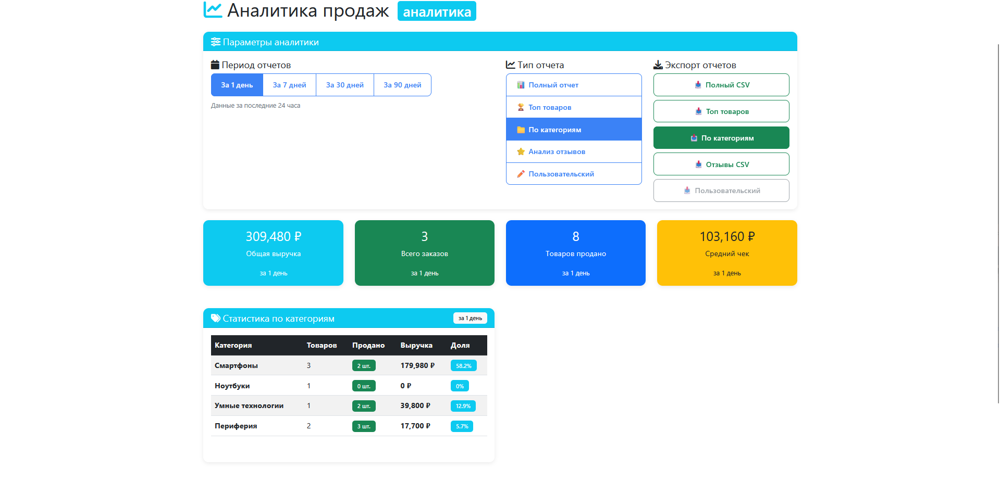 Аналитика продаж аналитика
Параметры аналитики
Период отчетов
За 1 день За 7 дней За 30 дней За 90 дней
Данные за последние 24 часа
Тип отчета
Полный отчет
Топ товаров
По категориям
Анализ отзывов
Пользовательский
Экспорт отчетов
Полный CSV
Топ товаров
По категориям
Отзывы CSV
Пользовательский
309,480 ₽
Общая выручка
за 1 день
3
Всего заказов
за 1 день
8
Товаров продано
за 1 день
103,160 ₽
Средний чек
за 1 день
Статистика по категориям за 1 день
Категория Товаров Продано Выручка Доля
Смартфоны 3 2 шт. 179,980 ₽ 58.2%
Ноутбуки 1 0 шт. 0 ₽ 0%
Умные технологии 1 2 шт. 39,800 ₽ 12.9%
Периферия 2 3 шт. 17,700 ₽ 5.7%